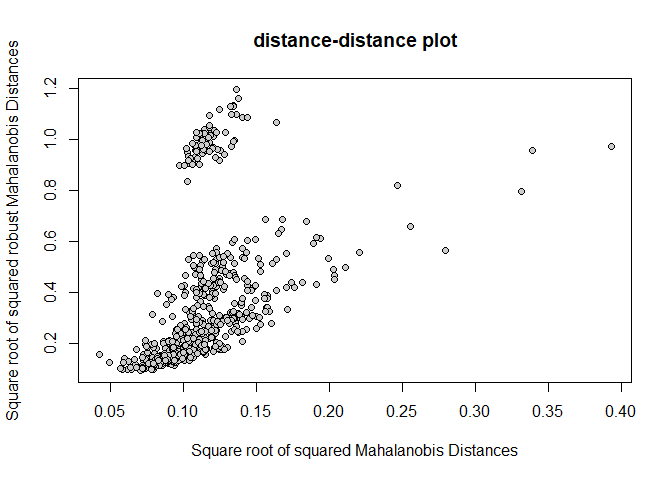 distance-distance plot
Square root of squared robust Mahalanobis Distances
1.2
1.0
0.8
0.6
0.4
0.2
0.05 0.10 0.15 0.20 0.25 0.30 0.35 0.40
Square root of squared Mahalanobis Distances